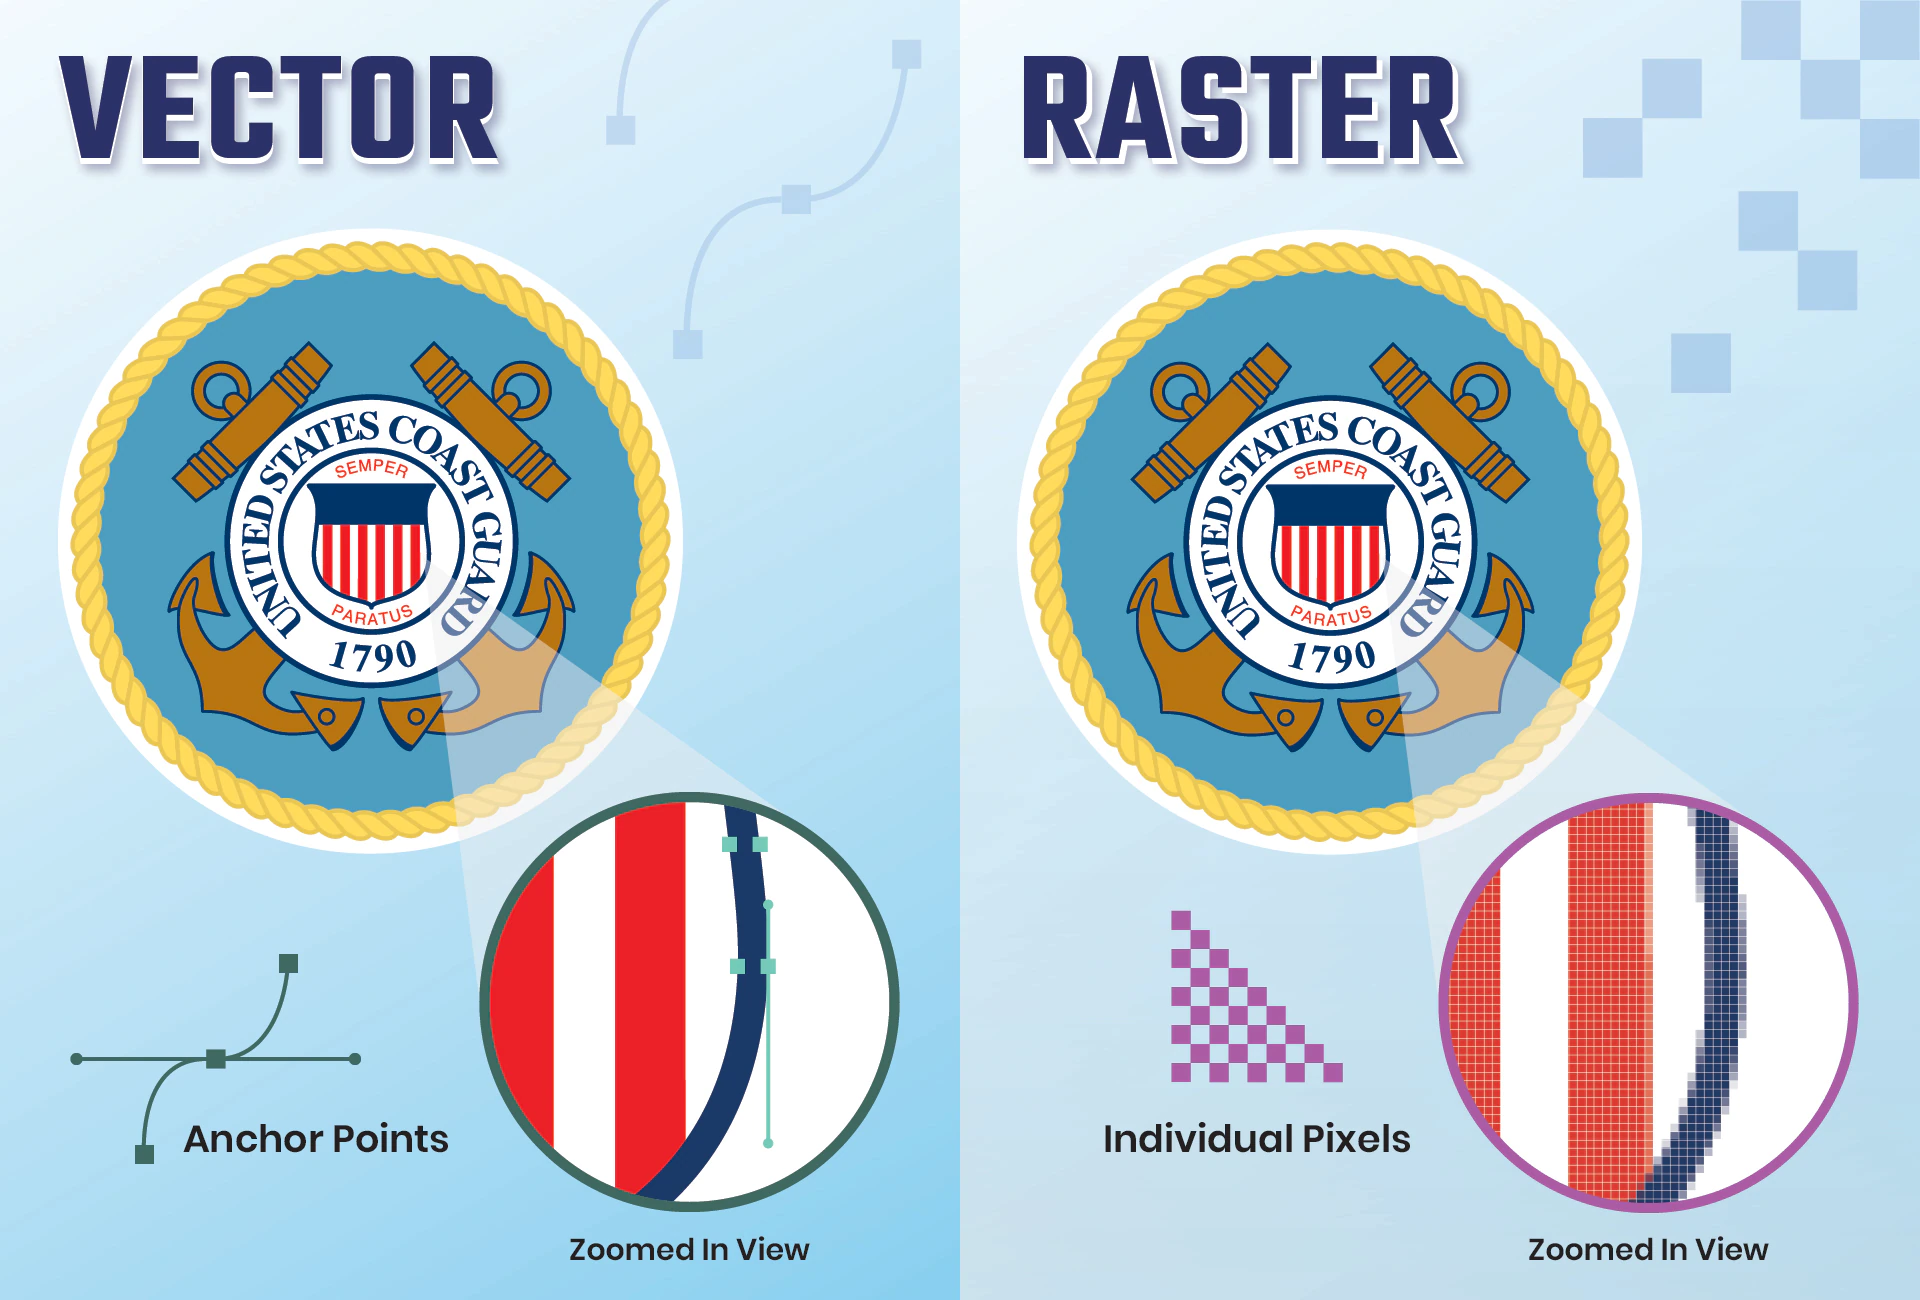 VECTOR
UNITED STATES COAST GUARD
SEMPER
PARATUS
1790
Anchor Points
Zoomed In View
RASTER
UNITED STATES COAST GUARD
SEMPER
PARATUS
1790
Individual Pixels
Zoomed In View